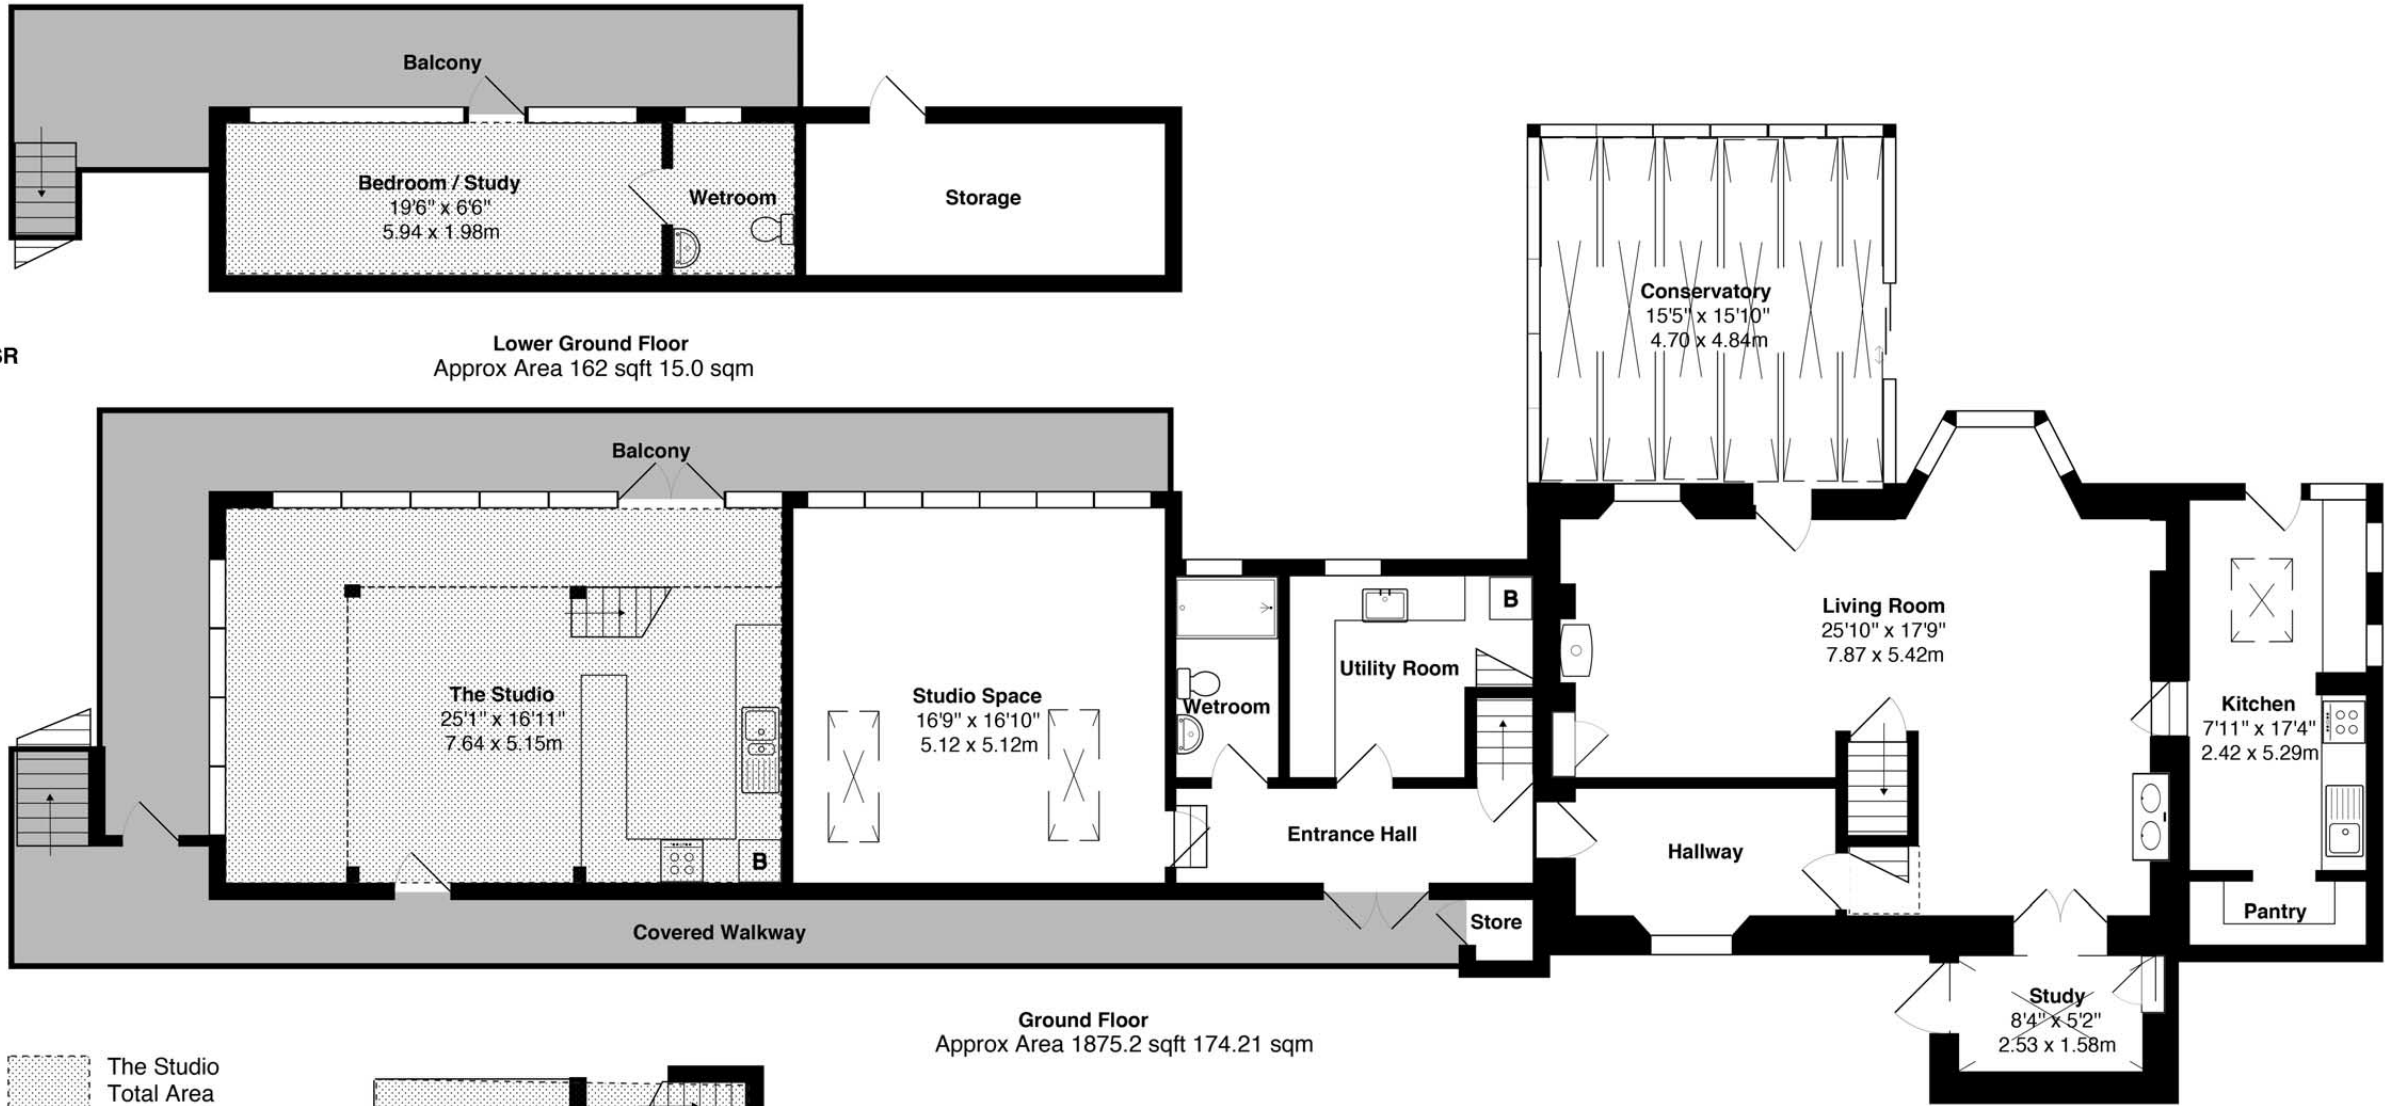 Balcony
Bedroom / Study
19'6" x 6'6"
5.94 x 1.98m
Wetroom
Storage
Lower Ground Floor
Approx Area 162 sqft 15.0 sqm
Conservatory
15'5" x 15'10"
4.70 x 4.84m
Balcony
The Studio
25'1" x 16'11"
7.64 x 5.15m
B
Studio Space
16'9" x 16'10"
5.12 x 5.12m
Wetroom
Utility Room
B
Entrance Hall
Living Room
25'10" x 17'9"
7.87 x 5.42m
Kitchen
7'11" x 17'4"
2.42 x 5.29m
Hallway
Pantry
Covered Walkway
Store
Study
8'4" x 5'2"
2.53 x 1.58m
Ground Floor
Approx Area 1875.2 sqft 174.21 sqm
The Studio
Total Area